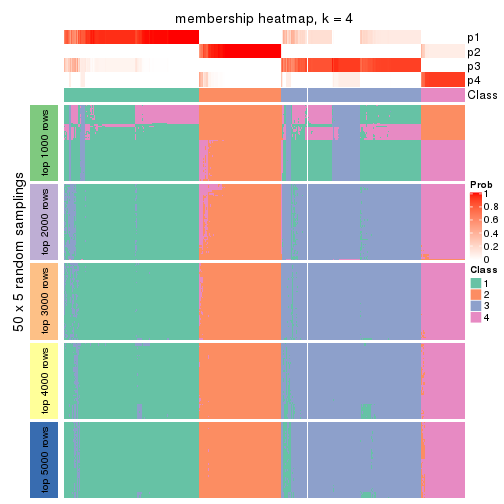 membership heatmap, k = 4
p1
p2
p3
p4
Class
50 x 5 random samplings
top 1000 rows
top 2000 rows
top 3000 rows
top 4000 rows
top 5000 rows
Prob
1
0.8
0.6
0.4
0.2
0
Class
1
2
3
4